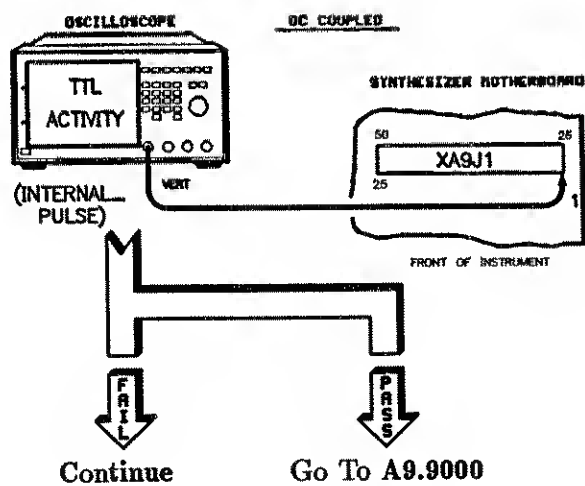 OSCILLOSCOPE
DC COUPLED
TTL
ACTIVITY
SYNTHESIZER MOTHERBOARD
50
26
XA9J1
25
1
VERT
(INTERNAL
PULSE)
FRONT OF INSTRUMENT
FAIL
PASS
Continue
Go To A9.9000